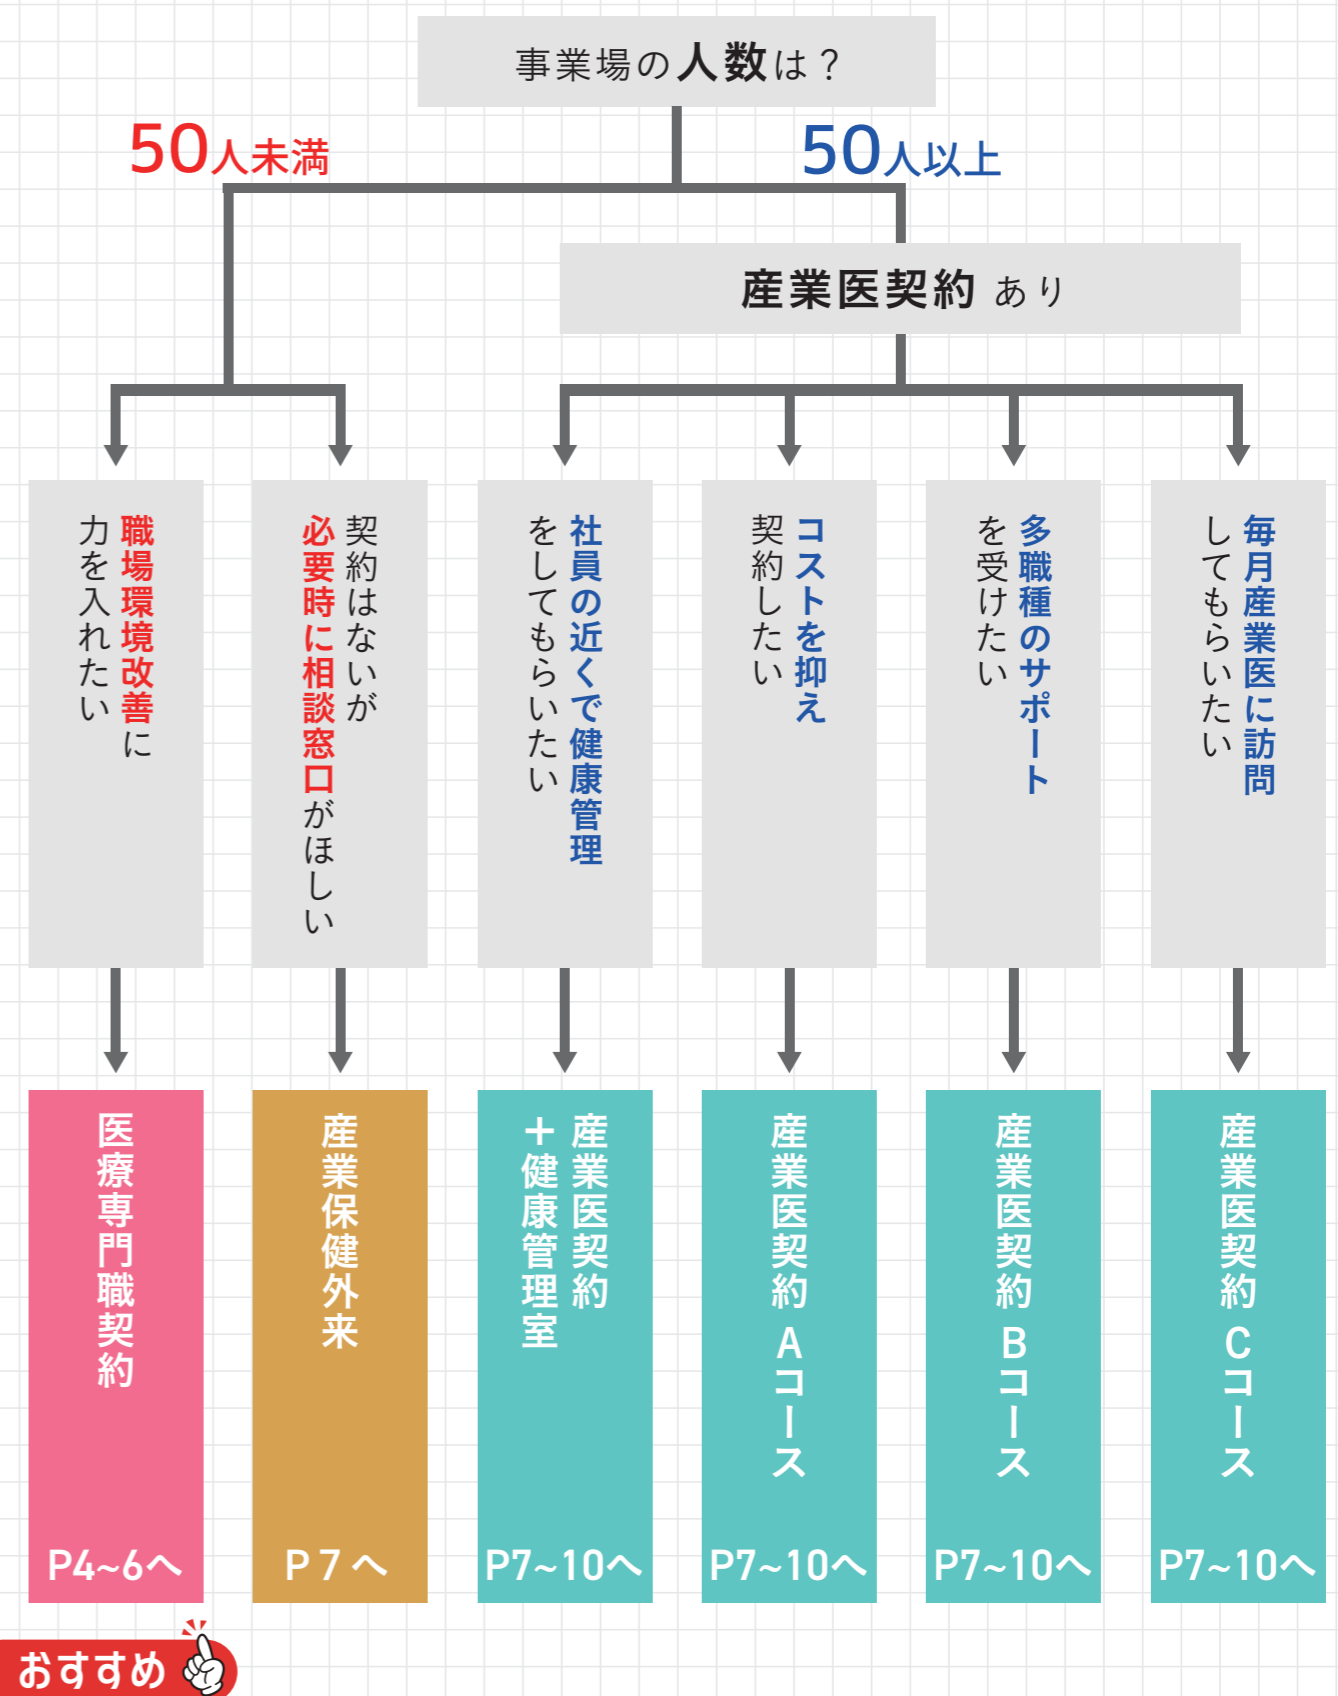 事業場の人数は？
50人未満
50人以上
産業医契約 あり
職場環境改善に
力を入れたい
契約はないが
必要時に相談窓口がほしい
社員の近くで健康管理
をしてもらいたい
コストを抑え
契約したい
多職種のサポート
を受けたい
毎月産業医に訪問
してもらいたい
医療専門職契約
P4~6へ
産業保健外来
P7へ
産業医契約
＋健康管理室
P7~10へ
産業医契約 Aコース
P7~10へ
産業医契約 Bコース
P7~10へ
産業医契約 Cコース
P7~10へ
おすすめ